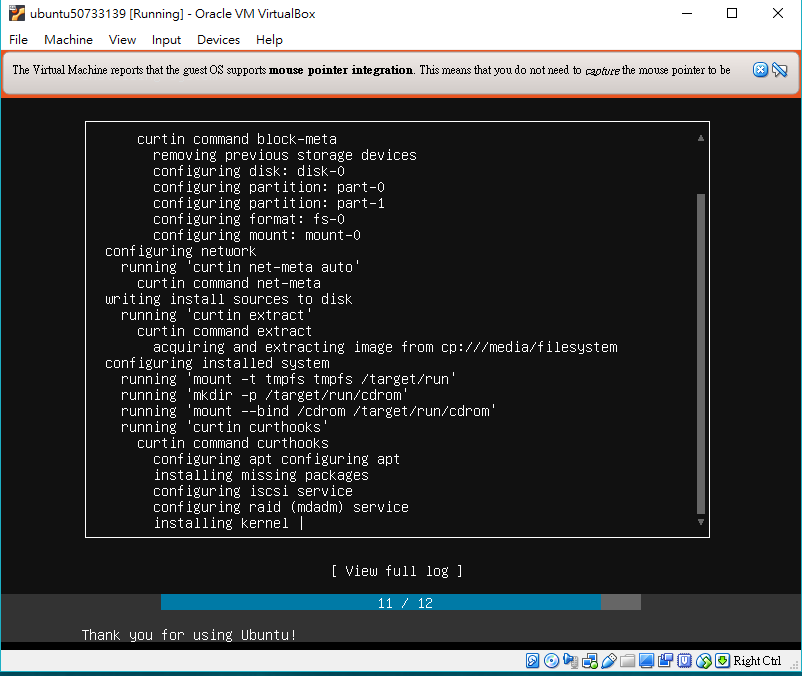 ubuntu50733139 [Running] - Oracle VM VirtualBox
File Machine View Input Devices Help
The Virtual Machine reports that the guest OS supports mouse pointer integration. This means that you do not need to capture the mouse pointer to be
curtin command block-meta
removing previous storage devices
configuring disk: disk-0
configuring partition: part-0
configuring partition: part-1
configuring format: fs-0
configuring mount: mount-0
configuring network
running 'curtin net-meta auto'
curtin command net-meta
writing install sources to disk
running 'curtin extract'
curtin command extract
acquiring and extracting image from cp:///media/filesystem
configuring installed system
running 'mount -t tmpfs tmpfs /target/run'
running 'mkdir -p /target/run/cdrom'
running 'mount --bind /cdrom /target/run/cdrom'
running 'curtin curthooks'
curtin command curthooks
configuring apt configuring apt
installing missing packages
configuring iscsi service
configuring raid (mdadm) service
installing kernel |
[ View full log ]
11 / 12
Thank you for using Ubuntu!
Right Ctrl